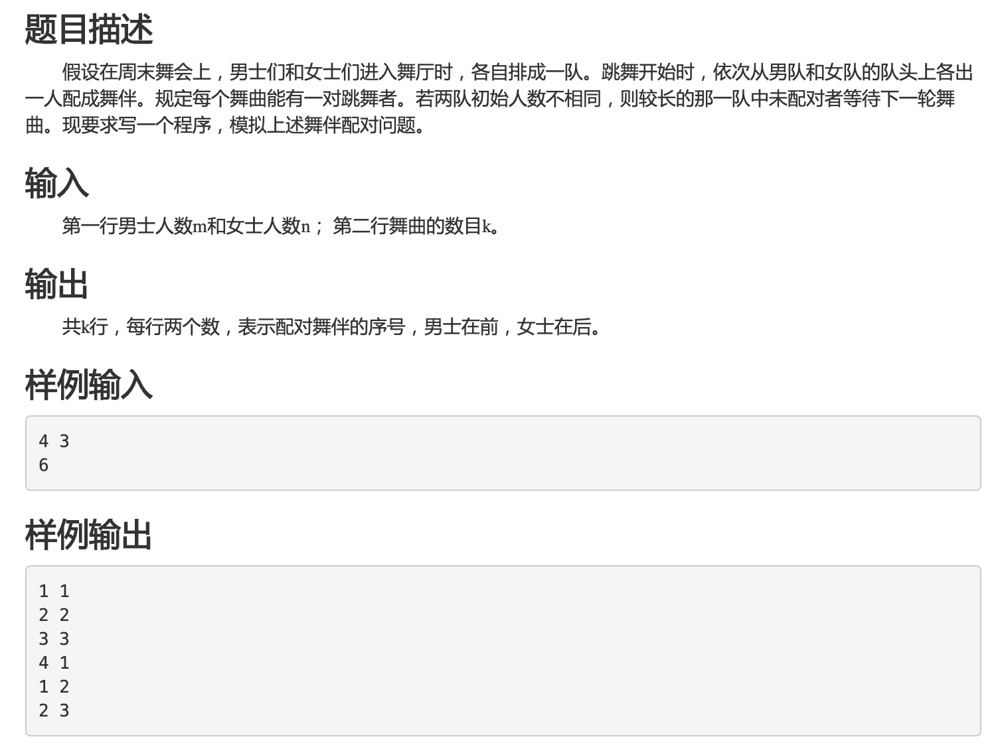 题目描述
假设在周末舞会上，男士们和女士们进入舞厅时，各自排成一队。跳舞开始时，依次从男队和女队的队头上各出
一人配成舞伴。规定每个舞曲能有一对跳舞者。若两队初始人数不相同，则较长的那一队中未配对者等待下一轮舞
曲。现要求写一个程序，模拟上述舞伴配对问题。
输入
第一行男士人数m和女士人数n； 第二行舞曲的数目k。
输出
共k行，每行两个数，表示配对舞伴的序号，男士在前，女士在后。
样例输入
4 3
6
样例输出
1 1
2 2
3 3
4 1
1 2
2 3